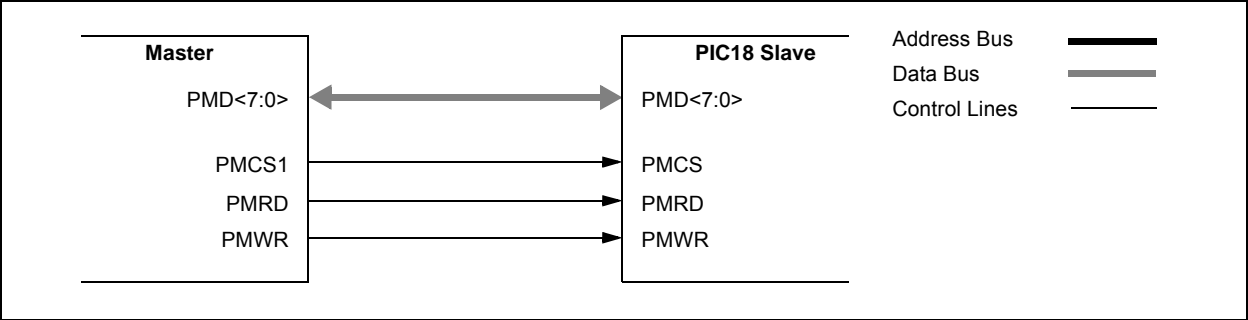 Master
PMD<7:0>
PMCS1
PMRD
PMWR
PIC18 Slave
PMD<7:0>
PMCS
PMRD
PMWR
Address Bus
Data Bus
Control Lines